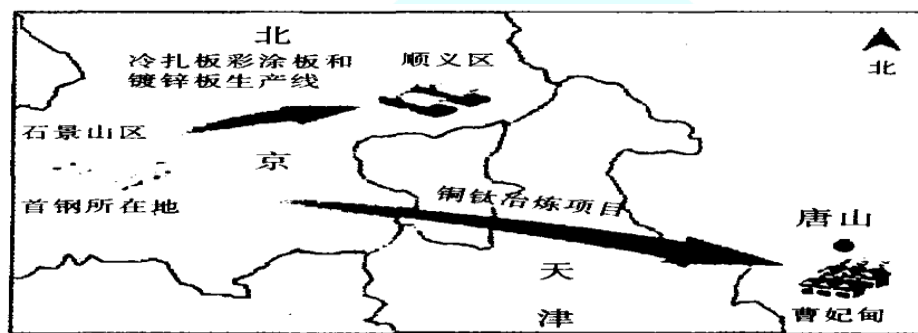 北
冷扎板彩涂板和
镀锌板生产线
顺义区
北
石景山区
京
首钢所在地
铜钛冶炼项目
唐山
天
津
曹妃甸